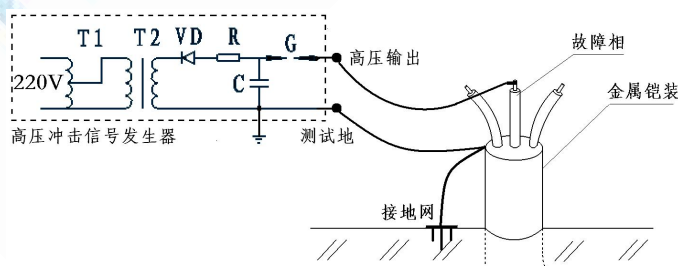 T1
T2
VD
R
G
高压输出
故障相
220V
C
金属铠装
高压冲击信号发生器
测试地
接地网